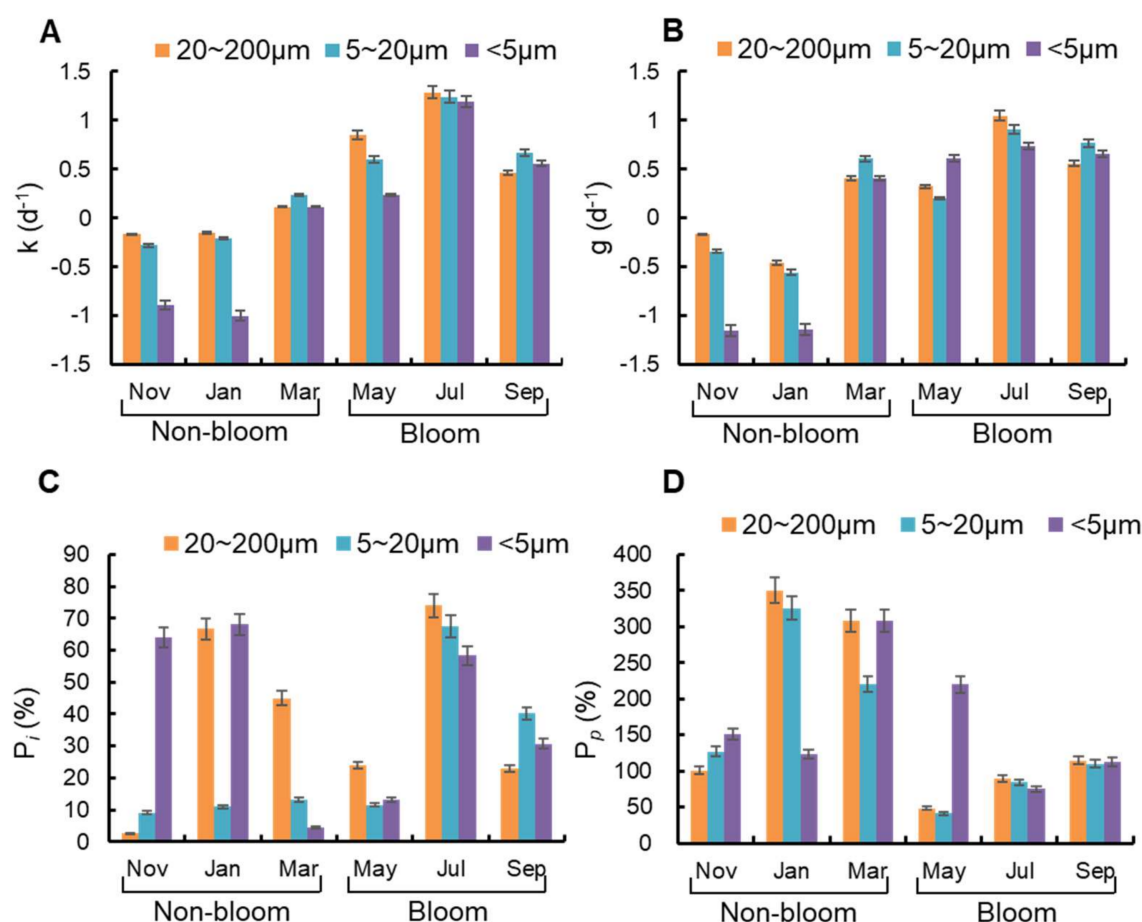 A
20~200μm 5~20μm <5μm
1.5
1
0.5
0
-0.5
-1
-1.5
k (d⁻¹)
Nov Jan Mar May Jul Sep
Non-bloom Bloom
B
20~200μm 5~20μm <5μm
1.5
1
0.5
0
-0.5
-1
-1.5
g (d⁻¹)
Nov Jan Mar May Jul Sep
Non-bloom Bloom
C
20~200μm 5~20μm <5μm
90
80
70
60
50
40
30
20
10
0
Pᵢ (%)
Nov Jan Mar May Jul Sep
Non-bloom Bloom
D
20~200μm 5~20μm <5μm
400
350
300
250
200
150
100
50
0
Pₚ (%)
Nov Jan Mar May Jul Sep
Non-bloom Bloom